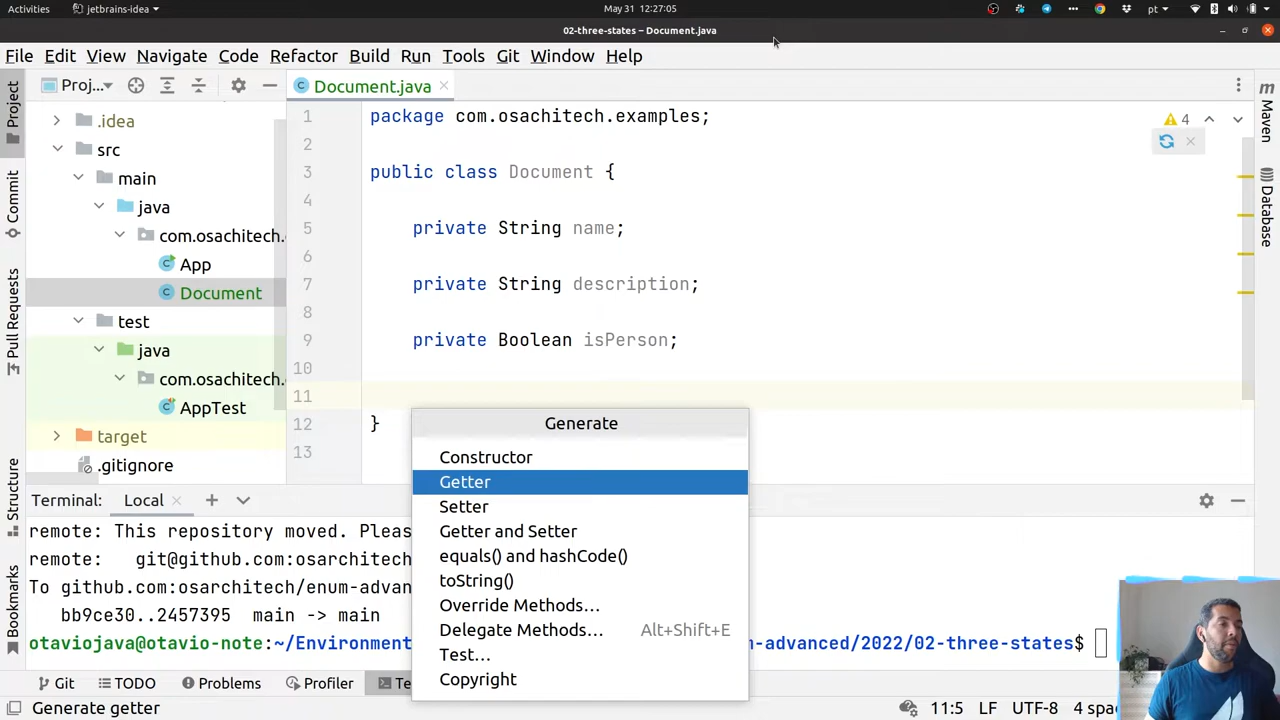 Activities
jetbrains-idea
May 31 12:27:05
pt
02-three-states – Document.java
File Edit View Navigate Code Refactor Build Run Tools Git Window Help
Project
Commit
Pull Requests
Structure
Bookmarks
Proj...
.idea
src
main
java
com.osachitech.
App
Document
test
java
com.osachitech.
AppTest
target
.gitignore
Document.java
4
1 package com.osachitech.examples;
2
3 public class Document {
4
5 private String name;
6
7 private String description;
8
9 private Boolean isPerson;
10
11
12 }
13
Maven
Database
Generate
Constructor
Getter
Setter
Getter and Setter
equals() and hashCode()
toString()
Override Methods…
Delegate Methods… Alt+Shift+E
Test…
Copyright
Terminal: Local
remote: This repository moved. Pleas
remote: git@github.com:osarchitech
To github.com:osarchitech/enum-advan
bb9ce30..2457395 main -> main
otaviojava@otavio-note:~/Environment
m-advanced/2022/02-three-states$
Git TODO Problems Profiler Te
Generate getter
11:5 LF UTF-8 4 spac